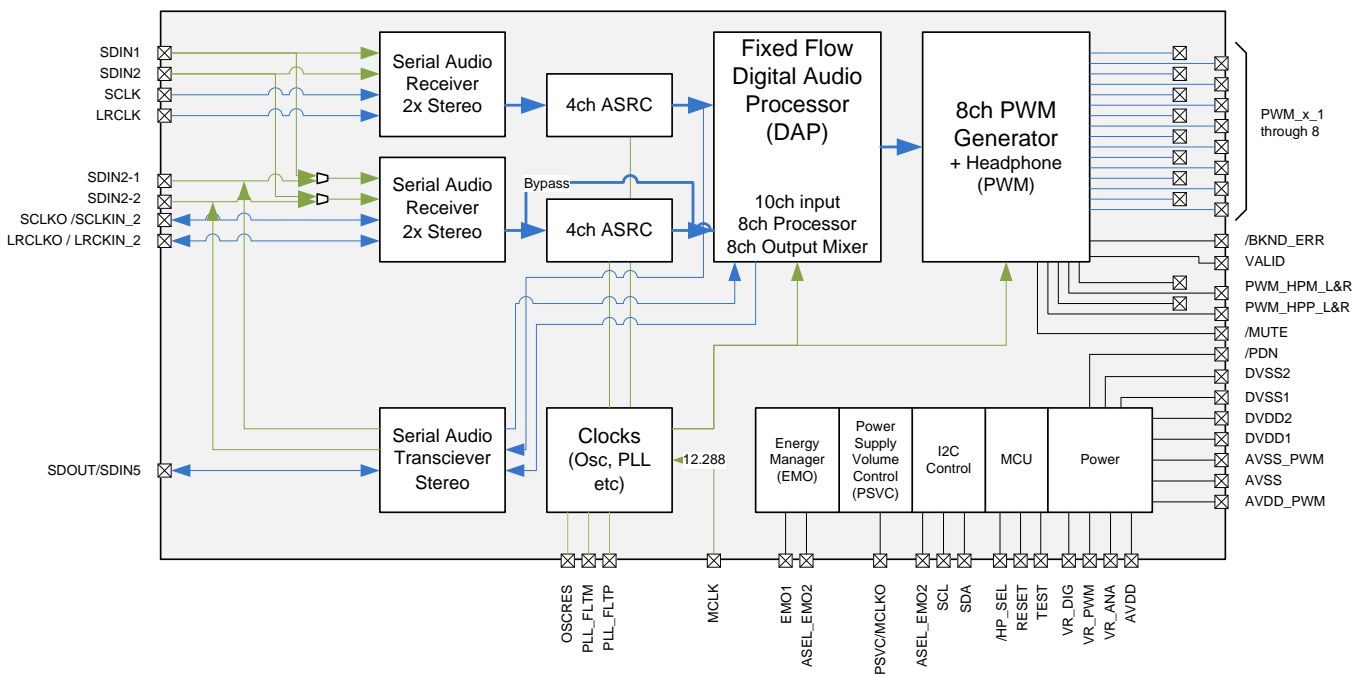 SDIN1
SDIN2
SCLK
LRCLK
SDIN2-1
SDIN2-2
SCLKO /SCLKIN_2
LRCLKO / LRCKIN_2
SDOUT/SDIN5
Serial Audio
Receiver
2x Stereo
4ch ASRC
Serial Audio
Receiver
2x Stereo
Bypass
4ch ASRC
Fixed Flow
Digital Audio
Processor
(DAP)
10ch input
8ch Processor
8ch Output Mixer
8ch PWM
Generator
+ Headphone
(PWM)
PWM_x_1
through 8
/BKND_ERR
VALID
PWM_HPM_L&R
PWM_HPP_L&R
/MUTE
/PDN
DVSS2
DVSS1
DVDD2
DVDD1
AVSS_PWM
AVSS
AVDD_PWM
Serial Audio
Transciever
Stereo
Clocks
(Osc, PLL
etc)
12.288
Energy
Manager
(EMO)
Power
Supply
Volume
Control
(PSVC)
I2C
Control
MCU
Power
OSCRES
PLL_FLTM
PLL_FLTP
MCLK
EMO1
ASEL_EMO2
PSVC/MCLKO
ASEL_EMO2
SCL
SDA
/HP_SEL
RESET
TEST
VR_DIG
VR_PWM
VR_ANA
AVDD